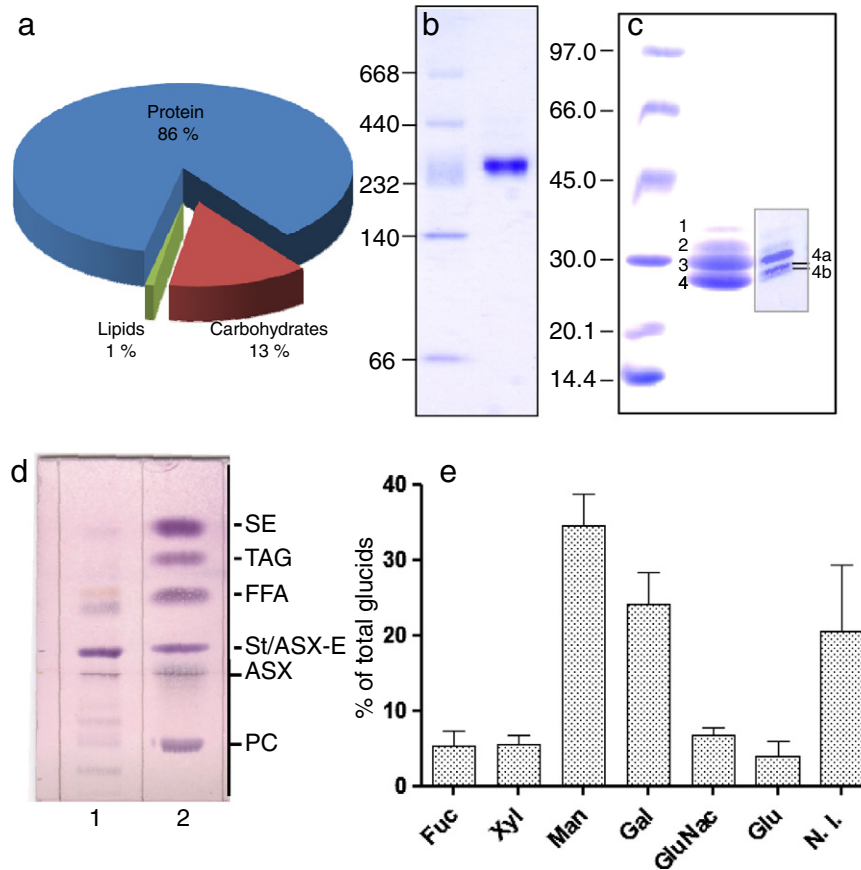 a
Protein
86 %
Lipids
1 %
Carbohydrates
13 %
b
668
440
232
140
66
c
97.0
66.0
45.0
30.0
20.1
14.4
1
2
3
4
4a
4b
d
SE
TAG
FFA
St/ASX-E
ASX
PC
1
2
e
% of total glucids
40
30
20
10
0
Fuc
Xyl
Man
Gal
GluNac
Glu
N. I.